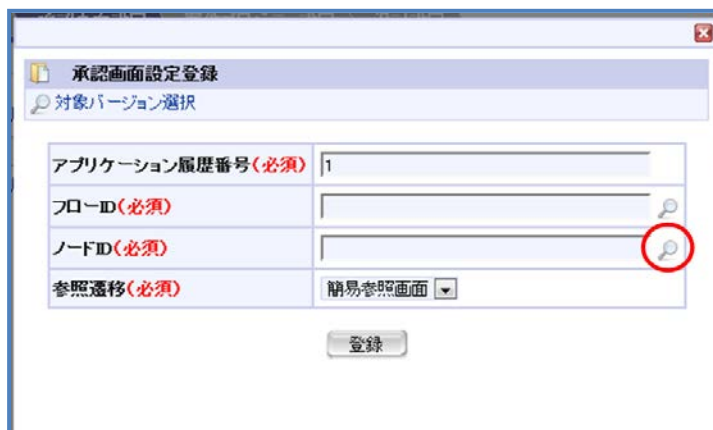 承認画面設定登録
対象バージョン選択
アプリケーション履歴番号(必須) 1
フローID(必須)
ノードID(必須)
参照遷移(必須) 簡易参照画面
登録